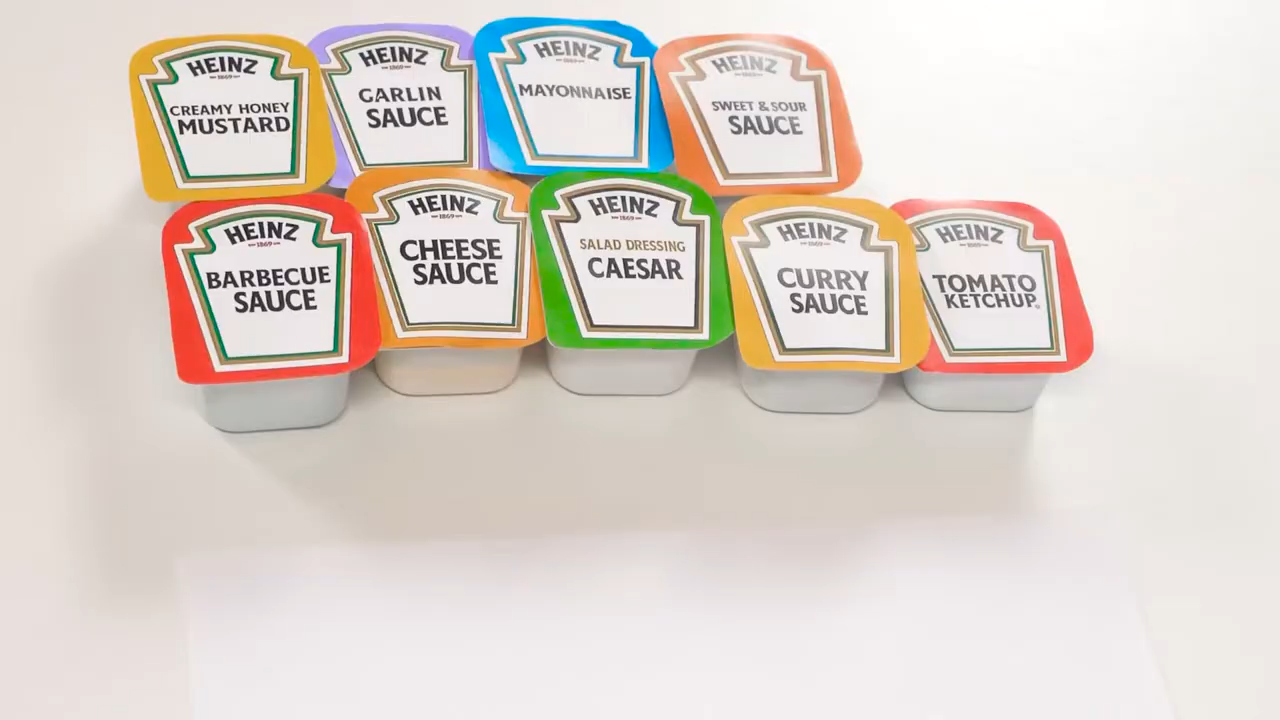 HEINZ
1869
CREAMY HONEY
MUSTARD
HEINZ
1869
GARLIN
SAUCE
HEINZ
1869
MAYONNAISE
HEINZ
1869
SWEET & SOUR
SAUCE
HEINZ
1869
BARBECUE
SAUCE
HEINZ
1869
CHEESE
SAUCE
HEINZ
1869
SALAD DRESSING
CAESAR
HEINZ
1869
CURRY
SAUCE
HEINZ
1869
TOMATO
KETCHUP®